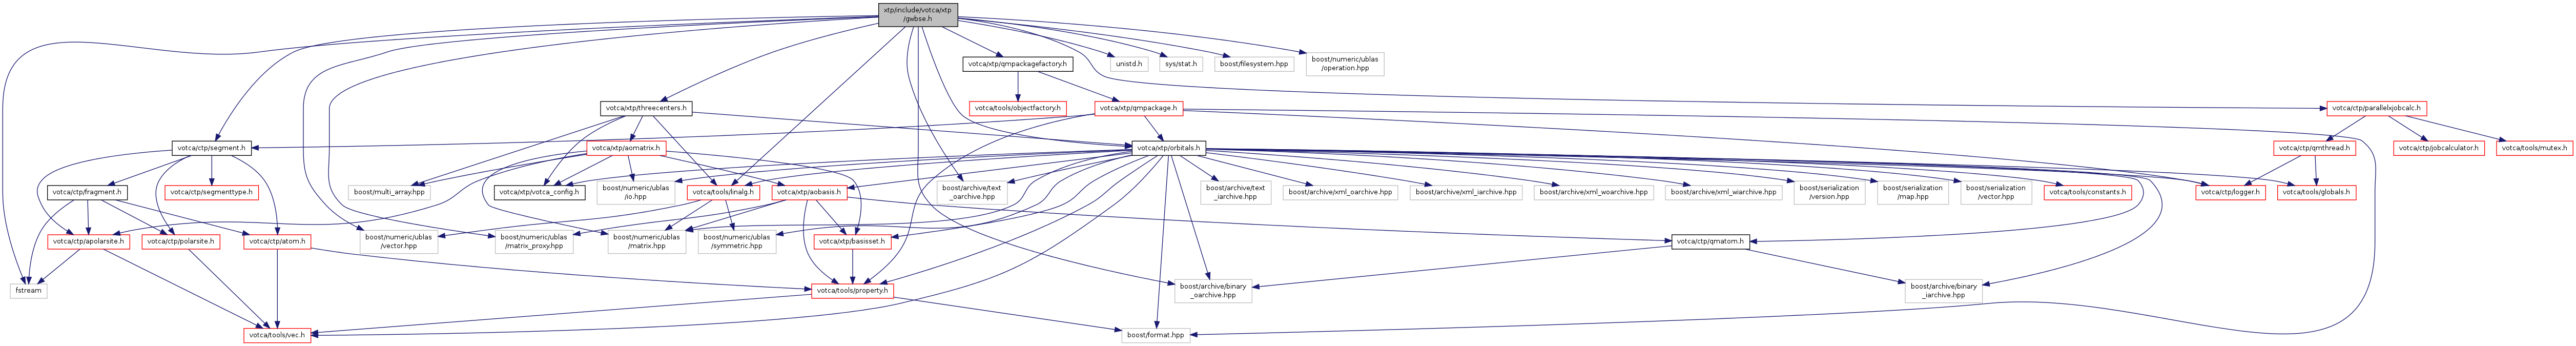 xtp/include/votca/xtp
/gwbse.h
votca/xtp/qmpackagefactory.h
unistd.h
sys/stat.h
boost/filesystem.hpp
boost/numeric/ublas
/operation.hpp
votca/xtp/threecenters.h
votca/tools/objectfactory.h
votca/xtp/qmpackage.h
votca/ctp/parallelxjobcalc.h
votca/ctp/segment.h
votca/xtp/aomatrix.h
votca/xtp/orbitals.h
votca/ctp/qmthread.h
votca/ctp/jobcalculator.h
votca/tools/mutex.h
votca/ctp/fragment.h
votca/ctp/segmenttype.h
boost/multi_array.hpp
votca/xtp/votca_config.h
boost/numeric/ublas
/io.hpp
votca/tools/linalg.h
votca/xtp/aobasis.h
boost/archive/text
_oarchive.hpp
boost/archive/text
_iarchive.hpp
boost/archive/xml_oarchive.hpp
boost/archive/xml_iarchive.hpp
boost/archive/xml_woarchive.hpp
boost/archive/xml_wiarchive.hpp
boost/serialization
/version.hpp
boost/serialization
/map.hpp
boost/serialization
/vector.hpp
votca/tools/constants.h
votca/ctp/logger.h
votca/tools/globals.h
votca/ctp/apolarsite.h
votca/ctp/polarsite.h
votca/ctp/atom.h
boost/numeric/ublas
/vector.hpp
boost/numeric/ublas
/matrix_proxy.hpp
boost/numeric/ublas
/matrix.hpp
boost/numeric/ublas
/symmetric.hpp
votca/xtp/basisset.h
votca/ctp/qmatom.h
fstream
votca/tools/property.h
boost/archive/binary
_oarchive.hpp
boost/archive/binary
_iarchive.hpp
votca/tools/vec.h
boost/format.hpp